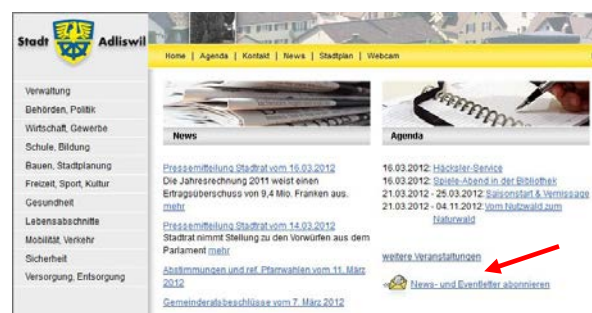 Stadt Adliswil
Home | Agenda | Kontakt | News | Stadtplan | Webcam
Verwaltung
Behörden, Politik
Wirtschaft, Gewerbe
Schule, Bildung
Bauen, Stadtplanung
Freizeit, Sport, Kultur
Gesundheit
Lebensabschnitte
Mobilität, Verkehr
Sicherheit
Versorgung, Entsorgung
News
Pressemitteilung Stadtrat vom 16.03.2012
Die Jahresrechnung 2011 weist einen
Ertragsüberschuss von 9,4 Mio. Franken aus.
mehr
Pressemitteilung Stadtrat vom 14.03.2012
Stadtrat nimmt Stellung zu den Vorwürfen aus dem
Parlament mehr
Abstimmungen und ref. Pfarrwahlen vom 11. März
2012
Gemeinderatsbeschlüsse vom 7. März 2012
Agenda
16.03.2012: Häcksler-Service
16.03.2012: Spiele-Abend in der Bibliothek
21.03.2012 - 25.03.2012: Saisonstart & Vernissage
21.03.2012 - 04.11.2012: Vom Nutzwald zum
Naturwald
weitere Veranstaltungen
News- und Eventletter abonnieren